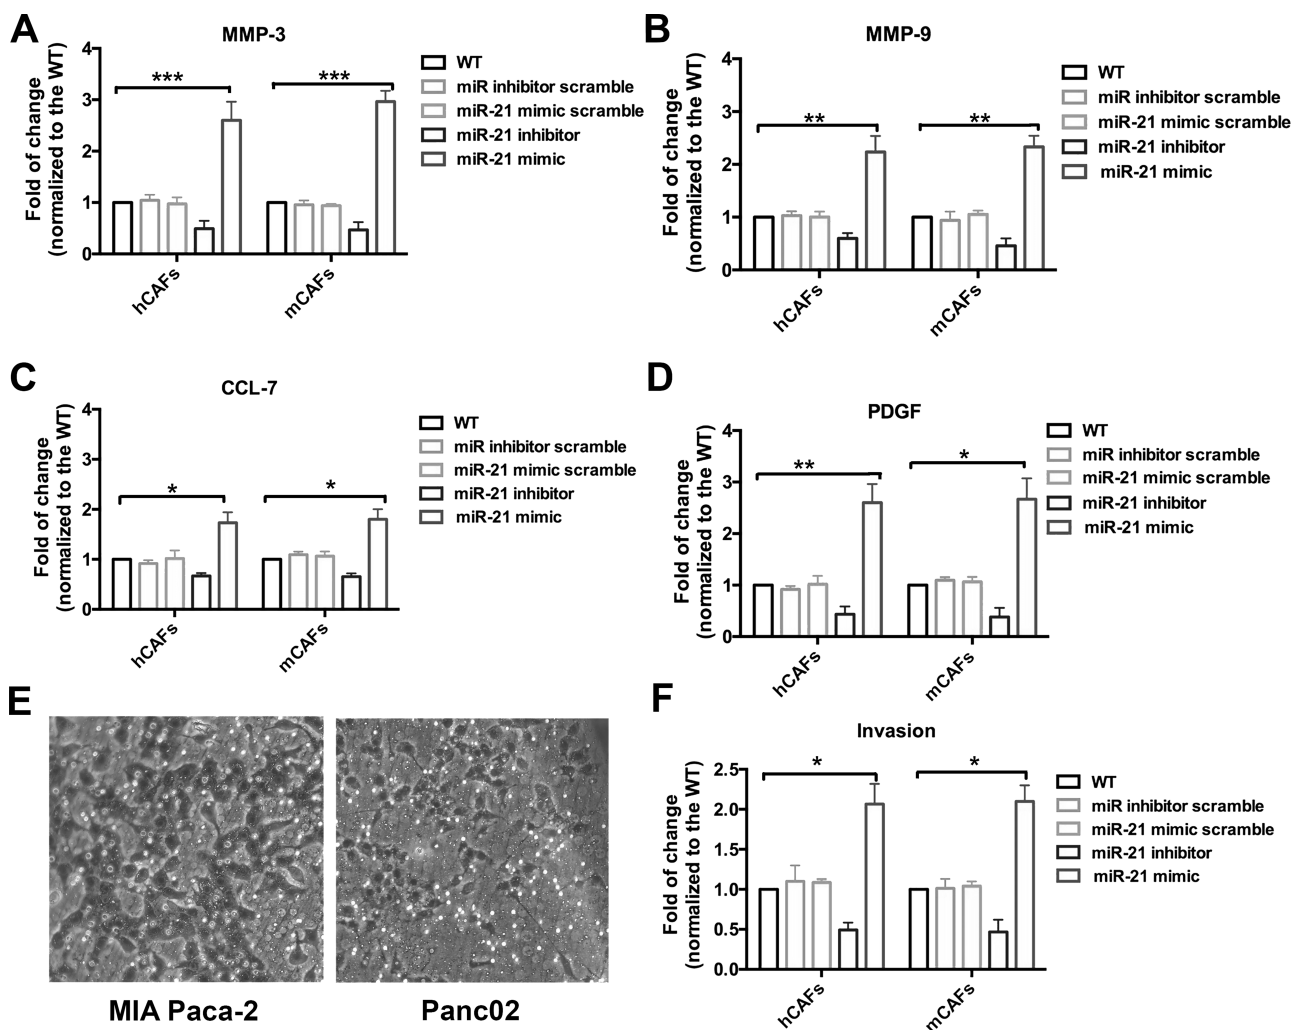 A
MMP-3
Fold of change
(normalized to the WT)
4
3
2
1
0
***
***
hCAFs
mCAFs
WT
miR inhibitor scramble
miR-21 mimic scramble
miR-21 inhibitor
miR-21 mimic
B
MMP-9
Fold of change
(normalized to the WT)
4
3
2
1
0
**
**
hCAFs
mCAFs
WT
miR inhibitor scramble
miR-21 mimic scramble
miR-21 inhibitor
miR-21 mimic
C
CCL-7
Fold of change
(normalized to the WT)
4
3
2
1
0
*
*
hCAFs
mCAFs
WT
miR inhibitor scramble
miR-21 mimic scramble
miR-21 inhibitor
miR-21 mimic
D
PDGF
Fold of change
(normalized to the WT)
4
3
2
1
0
**
*
hCAFs
mCAFs
WT
miR inhibitor scramble
miR-21 mimic scramble
miR-21 inhibitor
miR-21 mimic
E
MIA Paca-2
Panc02
F
Invasion
Fold of change
(normalized to the WT)
2.5
2.0
1.5
1.0
0.5
0.0
*
*
hCAFs
mCAFs
WT
miR inhibitor scramble
miR-21 mimic scramble
miR-21 inhibitor
miR-21 mimic